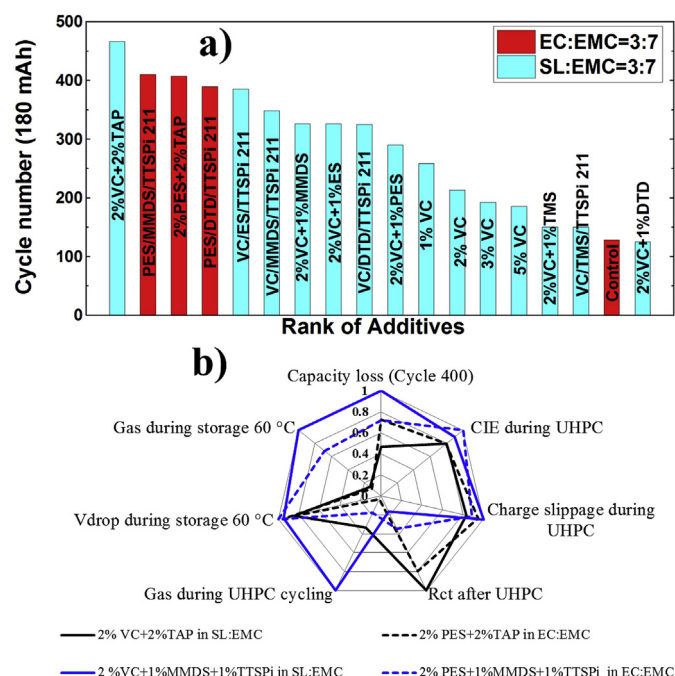 a)
EC:EMC=3:7
SL:EMC=3:7
Cycle number (180 mAh)
500
400
300
200
100
0
2%VC+2%TAP
PES/MMDS/TTSPi 211
2%PES+2%TAP
PES/DTD/TTSPi 211
VC/ES/TTSPi 211
VC/MMDS/TTSPi 211
2%VC+1%MMDS
2%VC+1%ES
VC/DTD/TTSPi 211
2%VC+1%PES
1% VC
2% VC
3% VC
5% VC
2%VC+1%TMS
VC/TMS/TTSPi 211
Control
2%VC+1%DTD
Rank of Additives
b)
Capacity loss (Cycle 400)
1
0.8
0.6
0.4
0.2
0
Gas during storage 60 °C
CIE during UHPC
Vdrop during storage 60 °C
Charge slippage during
UHPC
Gas during UHPC cycling
Rct after UHPC
2% VC+2%TAP in SL:EMC
2% PES+2%TAP in EC:EMC
2 %VC+1%MMDS+1%TTSPi in SL:EMC
2% PES+1%MMDS+1%TTSPi in EC:EMC